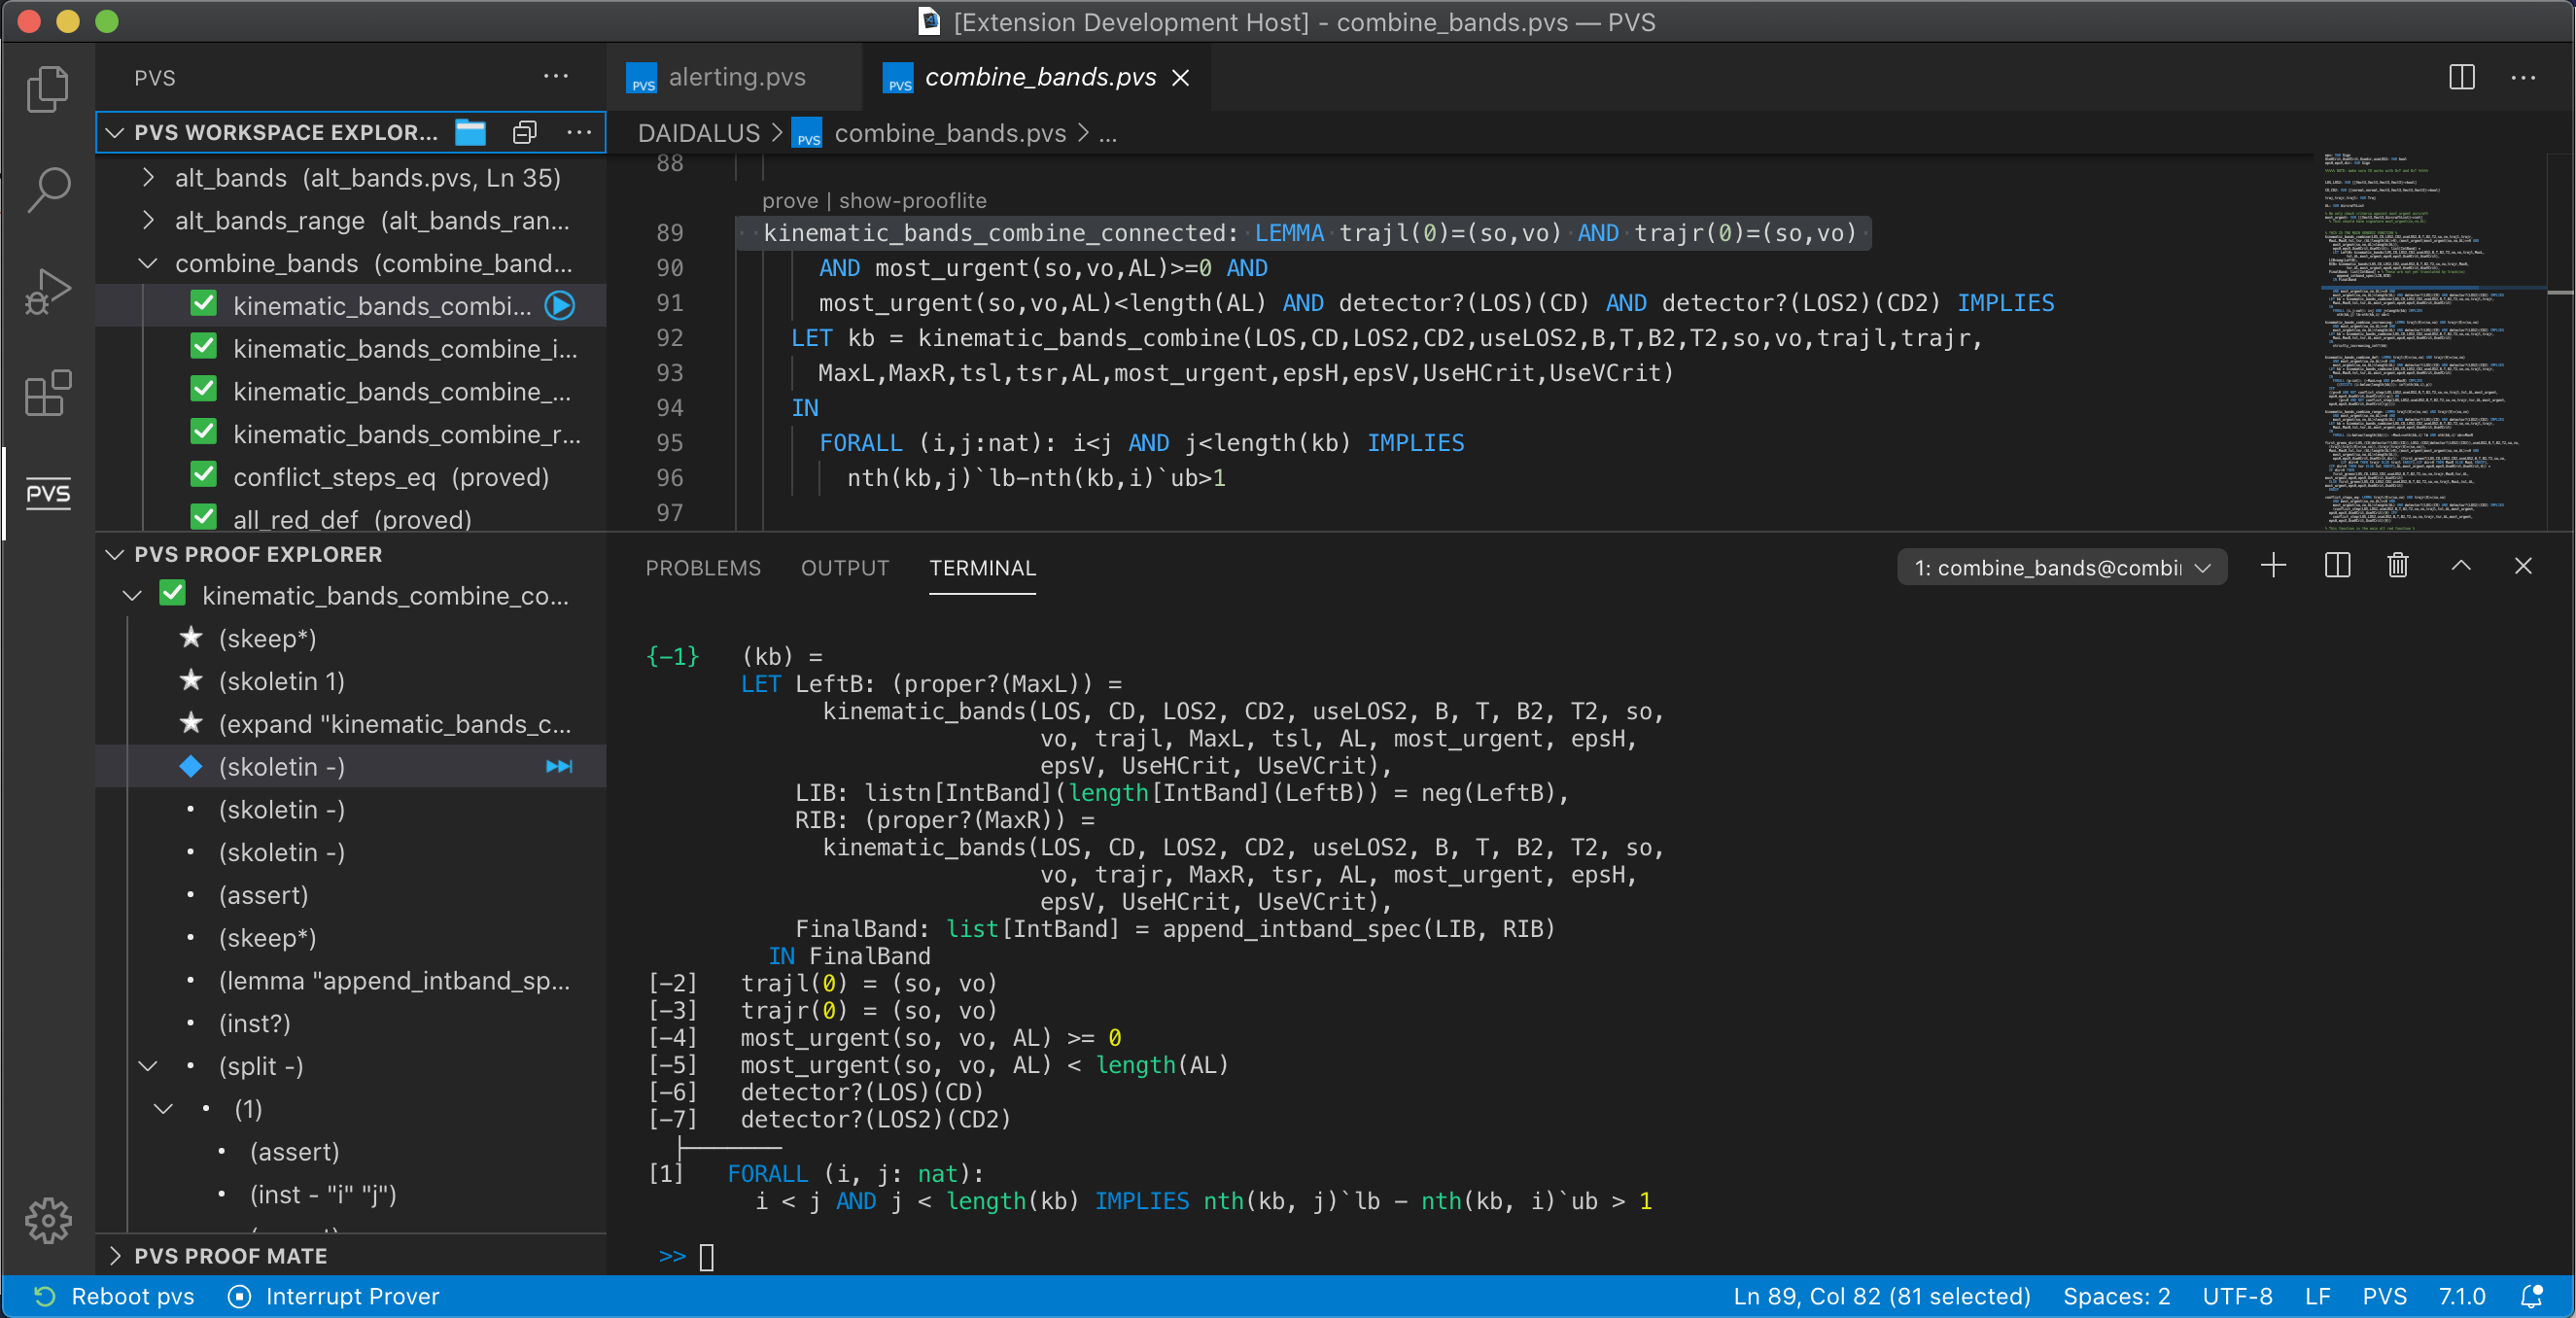 [Extension Development Host] - combine_bands.pvs — PVS
PVS
···
PVS WORKSPACE EXPLOR...
···
alt_bands (alt_bands.pvs, Ln 35)
alt_bands_range (alt_bands_ran...
combine_bands (combine_band...
kinematic_bands_combi...
kinematic_bands_combine_i...
kinematic_bands_combine_...
kinematic_bands_combine_r...
conflict_steps_eq (proved)
all_red_def (proved)
PVS
PVS PROOF EXPLORER
kinematic_bands_combine_co...
(skeep*)
(skoletin 1)
(expand "kinematic_bands_c...
(skoletin -)
(skoletin -)
(skoletin -)
(assert)
(skeep*)
(lemma "append_intband_sp...
(inst?)
(split -)
(1)
(assert)
(inst - "i" "j")
PVS PROOF MATE
PVS alerting.pvs
PVS combine_bands.pvs
DAIDALUS > PVS combine_bands.pvs > ...
88
prove | show-prooflite
89 kinematic_bands_combine_connected: LEMMA trajl(0)=(so,vo) AND trajr(0)=(so,vo)
90 AND most_urgent(so,vo,AL)>=0 AND
91 most_urgent(so,vo,AL)<length(AL) AND detector?(LOS)(CD) AND detector?(LOS2)(CD2) IMPLIES
92 LET kb = kinematic_bands_combine(LOS,CD,LOS2,CD2,useLOS2,B,T,B2,T2,so,vo,trajl,trajr,
93 MaxL,MaxR,tsl,tsr,AL,most_urgent,epsH,epsV,UseHCrit,UseVCrit)
94 IN
95 FORALL (i,j:nat): i<j AND j<length(kb) IMPLIES
96 nth(kb,j)`lb-nth(kb,i)`ub>1
97
PROBLEMS OUTPUT TERMINAL
1: combine_bands@combi
{-1} (kb) =
LET LeftB: (proper?(MaxL)) =
kinematic_bands(LOS, CD, LOS2, CD2, useLOS2, B, T, B2, T2, so,
vo, trajl, MaxL, tsl, AL, most_urgent, epsH,
epsV, UseHCrit, UseVCrit),
LIB: listn[IntBand](length[IntBand](LeftB)) = neg(LeftB),
RIB: (proper?(MaxR)) =
kinematic_bands(LOS, CD, LOS2, CD2, useLOS2, B, T, B2, T2, so,
vo, trajr, MaxR, tsr, AL, most_urgent, epsH,
epsV, UseHCrit, UseVCrit),
FinalBand: list[IntBand] = append_intband_spec(LIB, RIB)
IN FinalBand
[-2] trajl(0) = (so, vo)
[-3] trajr(0) = (so, vo)
[-4] most_urgent(so, vo, AL) >= 0
[-5] most_urgent(so, vo, AL) < length(AL)
[-6] detector?(LOS)(CD)
[-7] detector?(LOS2)(CD2)
|-------
[1] FORALL (i, j: nat):
i < j AND j < length(kb) IMPLIES nth(kb, j)`lb - nth(kb, i)`ub > 1
>>
Reboot pvs Interrupt Prover
Ln 89, Col 82 (81 selected) Spaces: 2 UTF-8 LF PVS 7.1.0